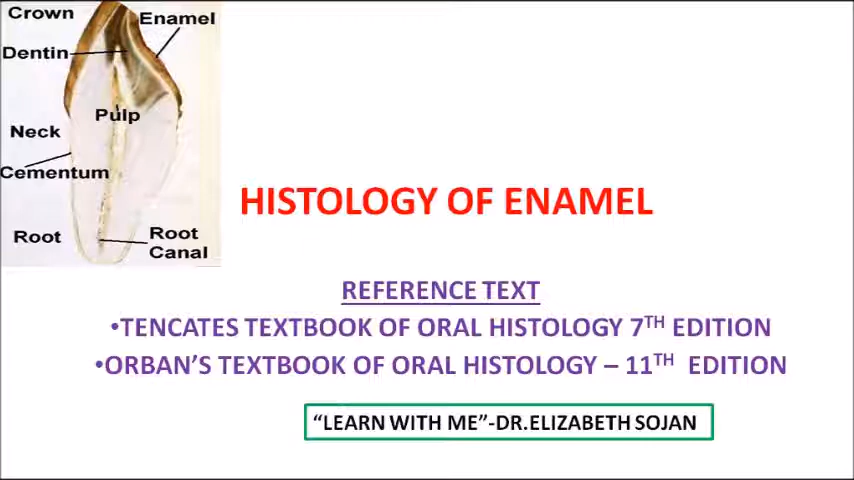 Crown
Enamel
Dentin
Pulp
Neck
Cementum
Root
Root
Canal
HISTOLOGY OF ENAMEL
REFERENCE TEXT
•TENCATES TEXTBOOK OF ORAL HISTOLOGY 7TH EDITION
•ORBAN'S TEXTBOOK OF ORAL HISTOLOGY – 11TH EDITION
“LEARN WITH ME”-DR.ELIZABETH SOJAN